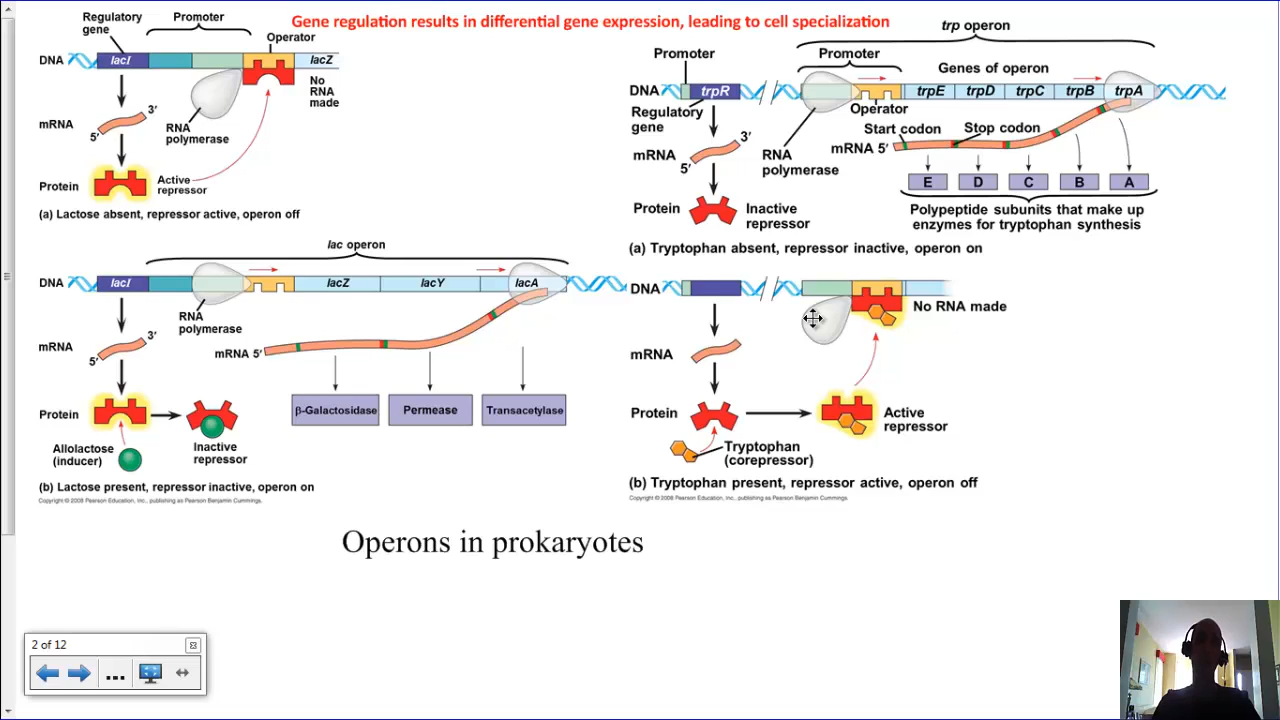 Gene regulation results in differential gene expression, leading to cell specialization
Regulatory
gene
Promoter
Operator
DNA
lacI
lacZ
No
RNA
made
3′
mRNA
5′
RNA
polymerase
Protein
Active
repressor
(a) Lactose absent, repressor active, operon off
lac operon
DNA
lacI
lacZ
lacY
lacA
RNA
polymerase
3′
mRNA
5′
mRNA 5′
Protein
β-Galactosidase
Permease
Transacetylase
Allolactose
(inducer)
Inactive
repressor
(b) Lactose present, repressor inactive, operon on
Copyright © 2008 Pearson Education, Inc., publishing as Pearson Benjamin Cummings.
trp operon
Promoter
Promoter
Genes of operon
DNA
trpR
trpE
trpD
trpC
trpB
trpA
Regulatory
gene
Operator
Start codon
Stop codon
3′
mRNA
5′
RNA
polymerase
mRNA 5′
E
D
C
B
A
Protein
Inactive
repressor
Polypeptide subunits that make up
enzymes for tryptophan synthesis
(a) Tryptophan absent, repressor inactive, operon on
DNA
No RNA made
mRNA
Protein
Active
repressor
Tryptophan
(corepressor)
(b) Tryptophan present, repressor active, operon off
Copyright © 2008 Pearson Education, Inc., publishing as Pearson Benjamin Cummings.
Operons in prokaryotes
2 of 12
...